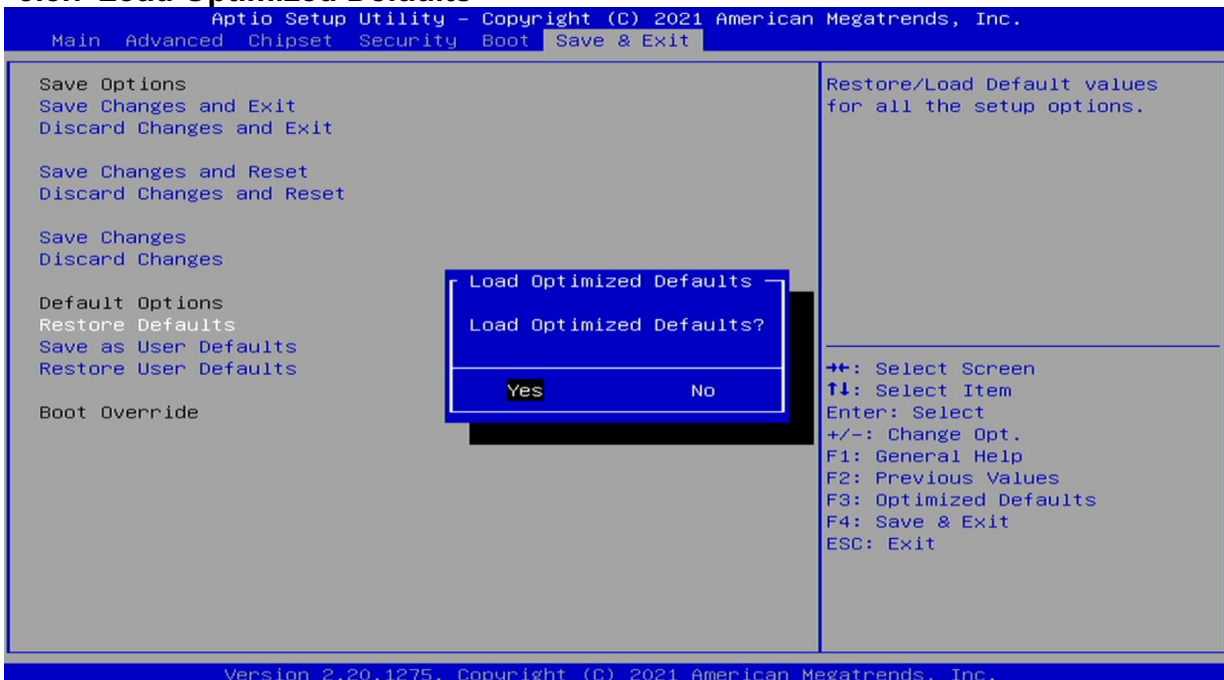 Load Optimized Defaults
Aptio Setup Utility – Copyright (C) 2021 American Megatrends, Inc.
Main Advanced Chipset Security Boot Save & Exit
Save Options
Save Changes and Exit
Discard Changes and Exit
Save Changes and Reset
Discard Changes and Reset
Save Changes
Discard Changes
Default Options
Restore Defaults
Save as User Defaults
Restore User Defaults
Boot Override
Load Optimized Defaults
Load Optimized Defaults?
Yes No
Restore/Load Default values
for all the setup options.
→←: Select Screen
↑↓: Select Item
Enter: Select
+/-: Change Opt.
F1: General Help
F2: Previous Values
F3: Optimized Defaults
F4: Save & Exit
ESC: Exit
Version 2.20.1275. Copyright (C) 2021 American Megatrends, Inc.